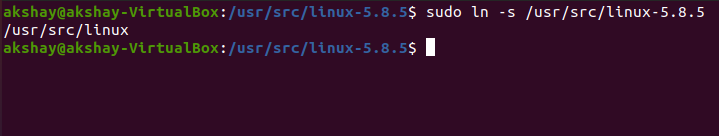 akshay@akshay-VirtualBox:/usr/src/linux-5.8.5$ sudo ln -s /usr/src/linux-5.8.5
/usr/src/linux
akshay@akshay-VirtualBox:/usr/src/linux-5.8.5$